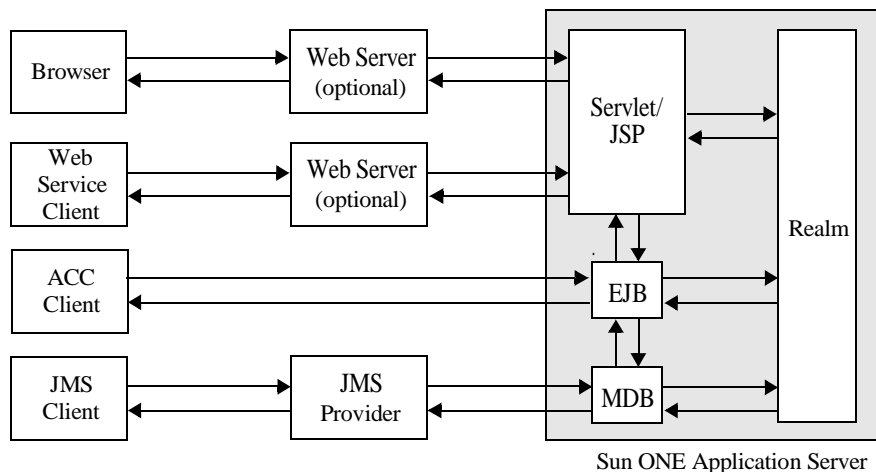 Browser
Web Server
(optional)
Servlet/
JSP
Realm
Web
Service
Client
Web Server
(optional)
ACC
Client
EJB
JMS
Client
JMS
Provider
MDB
Sun ONE Application Server